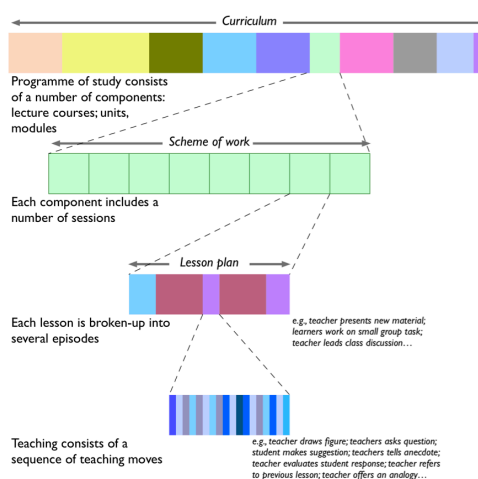 Curriculum
Programme of study consists
of a number of components:
lecture courses; units,
modules
Scheme of work
Each component includes a
number of sessions
Lesson plan
Each lesson is broken-up into
several episodes
e.g., teacher presents new material;
learners work on small group task;
teacher leads class discussion…
Teaching consists of a
sequence of teaching moves
e.g., teacher draws figure; teachers asks question;
student makes suggestion; teachers tells anecdote;
teacher evaluates student response; teacher refers
to previous lesson; teacher offers an analogy…